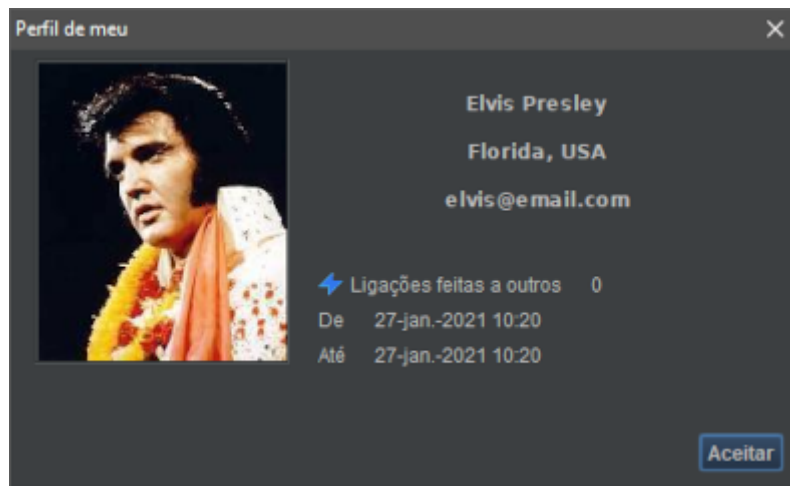 Perfil de meu
Elvis Presley
Florida, USA
elvis@email.com
Ligações feitas a outros 0
De 27-jan.-2021 10:20
Até 27-jan.-2021 10:20
Aceitar